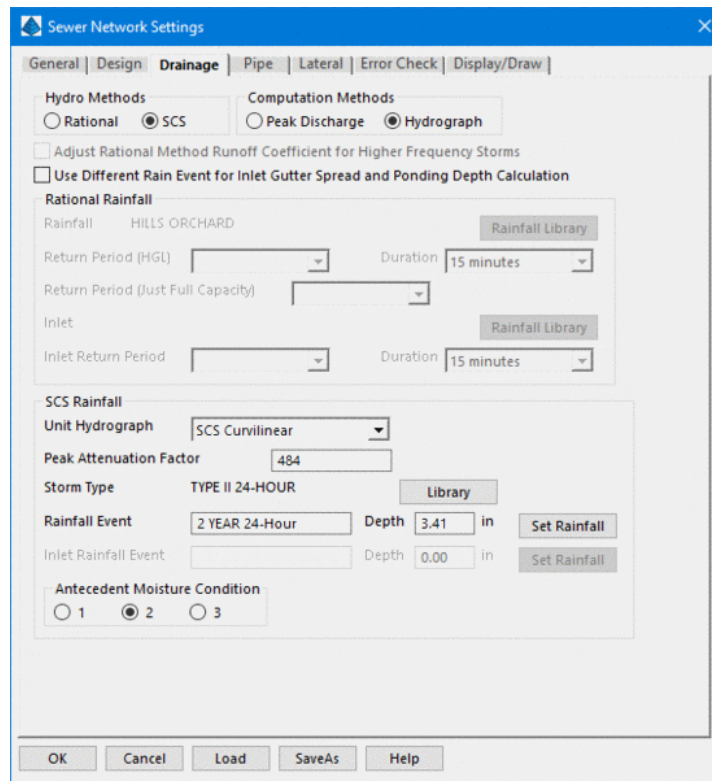 Sewer Network Settings
General Design Drainage Pipe Lateral Error Check Display/Draw
Hydro Methods Computation Methods
Rational SCS Peak Discharge Hydrograph
Adjust Rational Method Runoff Coefficient for Higher Frequency Storms
Use Different Rain Event for Inlet Gutter Spread and Ponding Depth Calculation
Rational Rainfall
Rainfall HILLS ORCHARD Rainfall Library
Return Period (HGL) Duration 15 minutes
Return Period (Just Full Capacity)
Inlet Rainfall Library
Inlet Return Period Duration 15 minutes
SCS Rainfall
Unit Hydrograph SCS Curvilinear
Peak Attenuation Factor 484
Storm Type TYPE II 24-HOUR Library
Rainfall Event 2 YEAR 24-Hour Depth 3.41 in Set Rainfall
Inlet Rainfall Event Depth 0.00 in Set Rainfall
Antecedent Moisture Condition
1 2 3
OK Cancel Load SaveAs Help